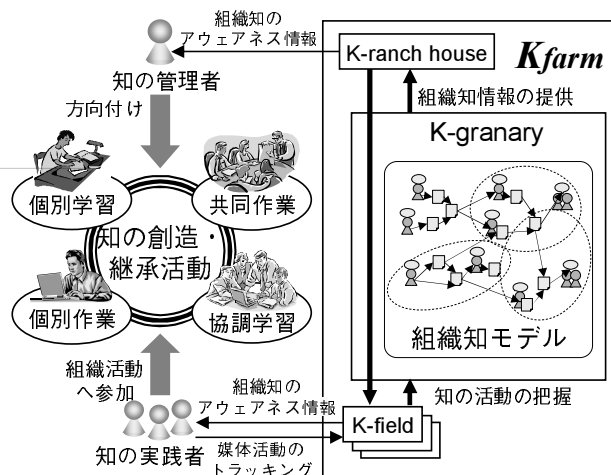 組織知の
アウェアネス情報
K-ranch house
Kfarm
知の管理者
方向付け
組織知情報の提供
K-granary
個別学習
共同作業
知の創造・
継承活動
個別作業
協調学習
組織知モデル
組織活動
へ参加
組織知の
アウェアネス情報
知の活動の把握
K-field
知の実践者
媒体活動の
トラッキング